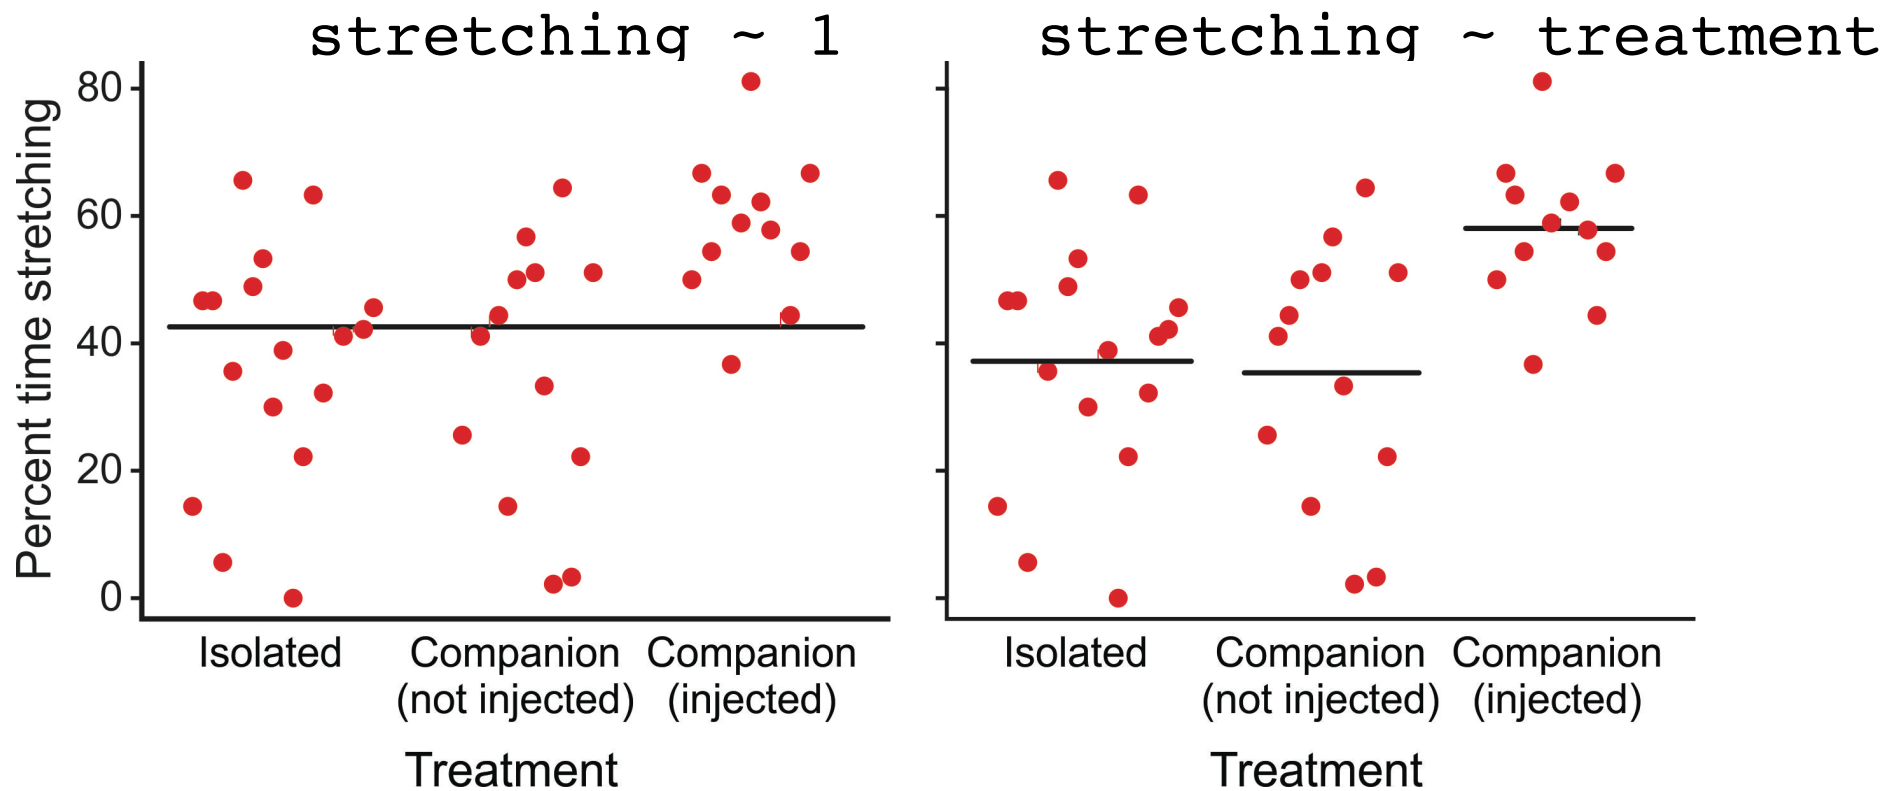 stretching ~ 1
stretching ~ treatment
Percent time stretching
80
60
40
20
0
Isolated
Companion
(not injected)
Companion
(injected)
Treatment
Isolated
Companion
(not injected)
Companion
(injected)
Treatment